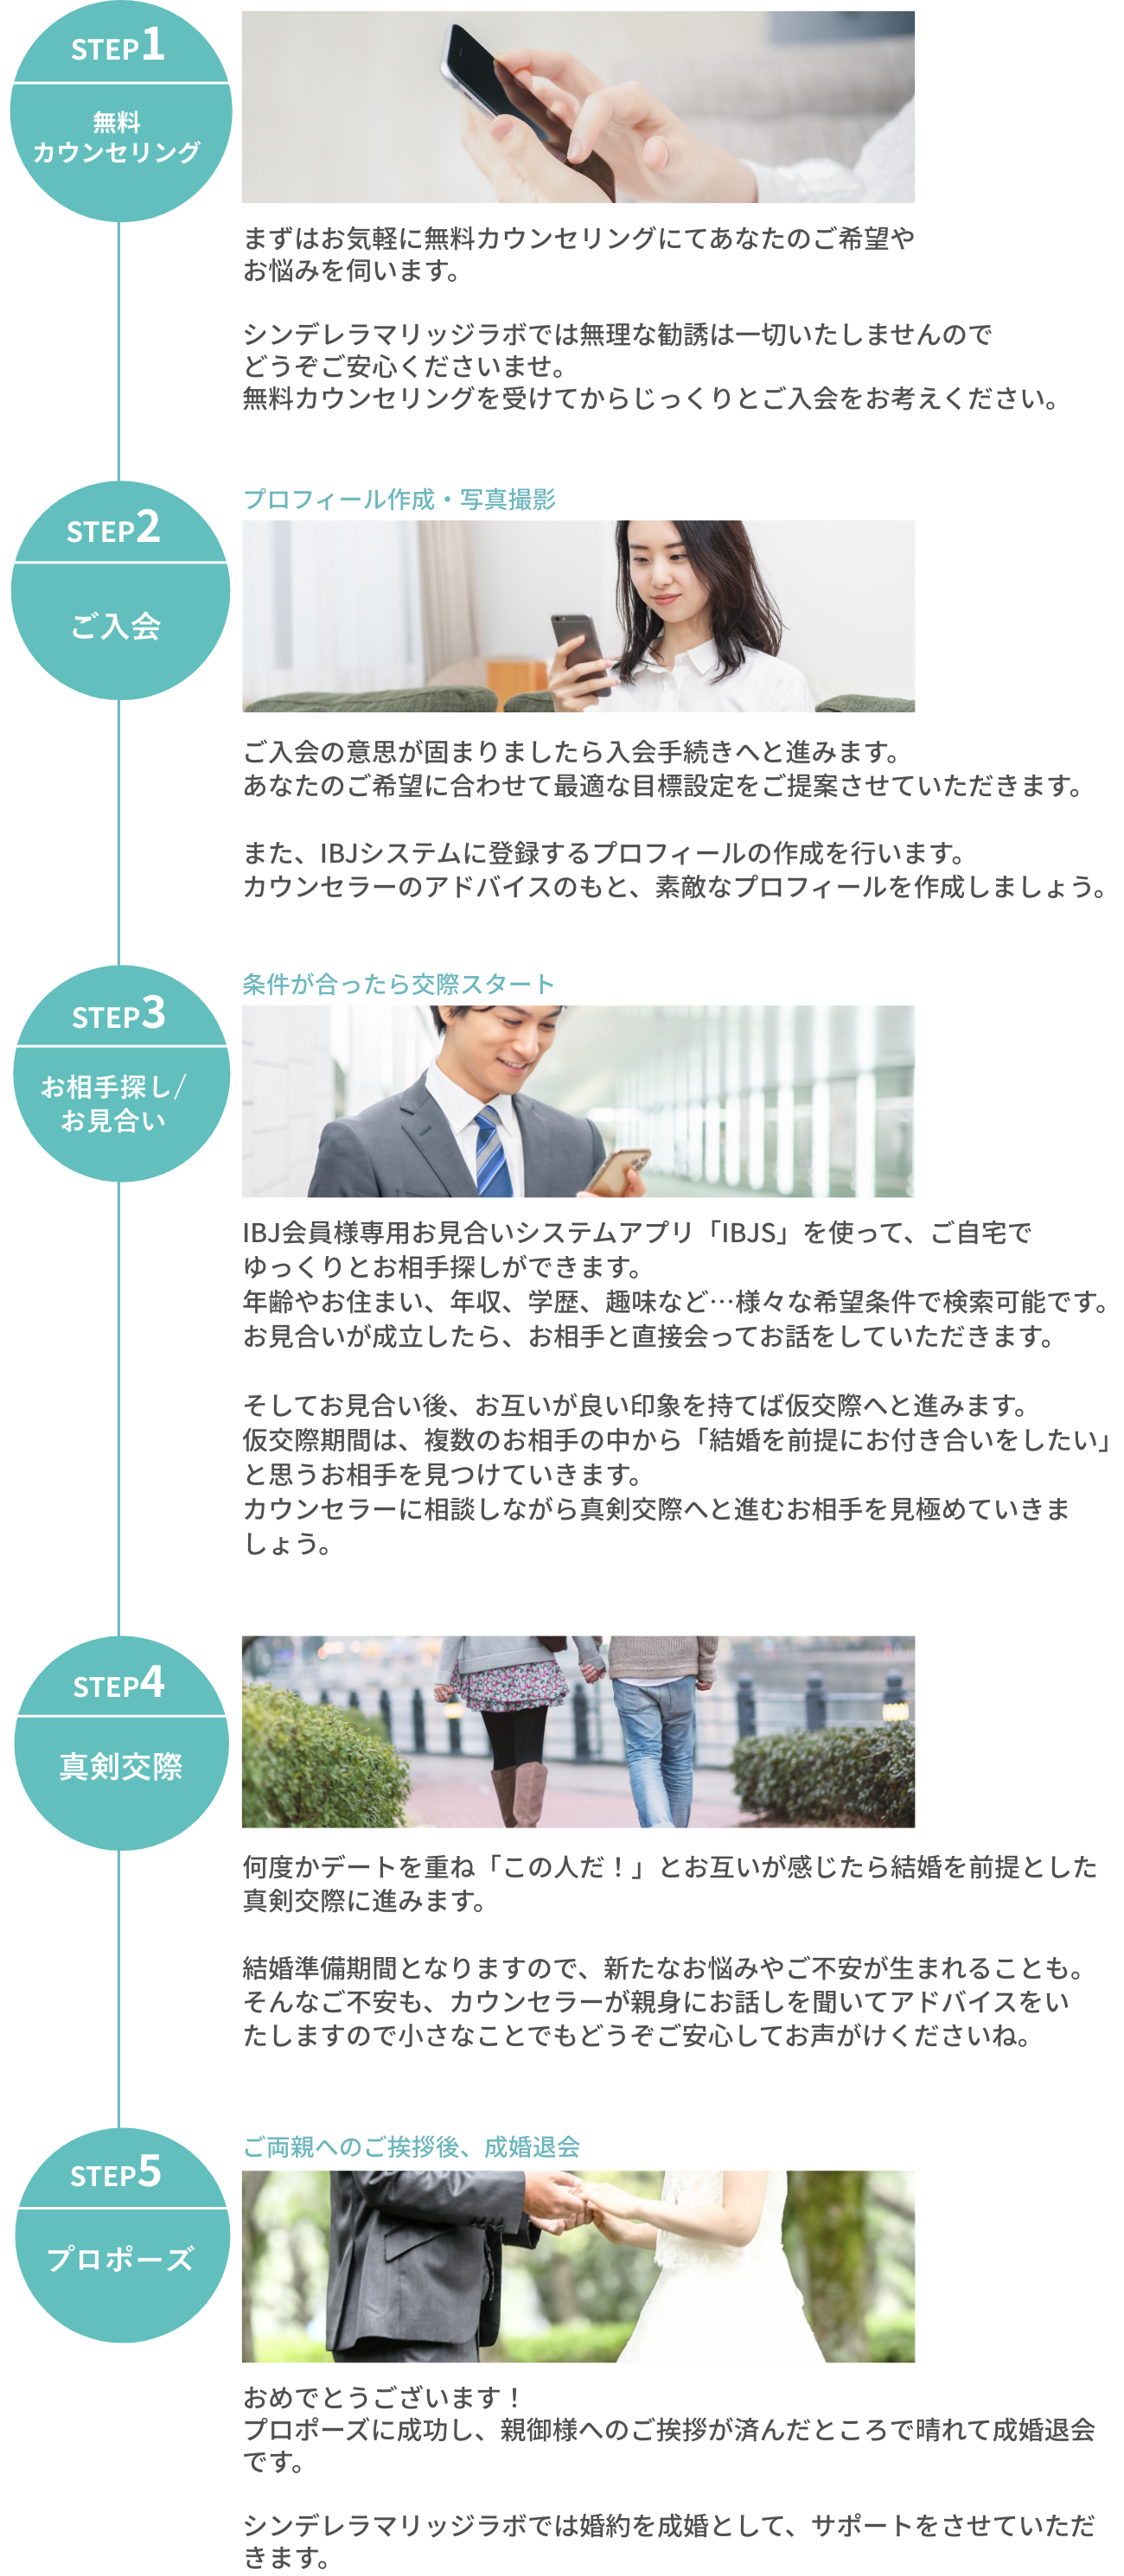 STEP1
無料
カウンセリング
まずはお気軽に無料カウンセリングにてあなたのご希望や
お悩みを伺います。
シンデレラマリッジラボでは無理な勧誘は一切いたしませんので
どうぞご安心くださいませ。
無料カウンセリングを受けてからじっくりとご入会をお考えください。
STEP2
ご入会
プロフィール作成・写真撮影
ご入会の意思が固まりましたら入会手続きへと進みます。
あなたのご希望に合わせて最適な目標設定をご提案させていただきます。
また、IBJシステムに登録するプロフィールの作成を行います。
カウンセラーのアドバイスのもと、素敵なプロフィールを作成しましょう。
STEP3
お相手探し/
お見合い
条件が合ったら交際スタート
IBJ会員様専用お見合いシステムアプリ「IBJS」を使って、ご自宅で
ゆっくりとお相手探しができます。
年齢やお住まい、年収、学歴、趣味など…様々な希望条件で検索可能です。
お見合いが成立したら、お相手と直接会ってお話をしていただきます。
そしてお見合い後、お互いが良い印象を持てば仮交際へと進みます。
仮交際期間は、複数のお相手の中から「結婚を前提にお付き合いをしたい」
と思うお相手を見つけていきます。
カウンセラーに相談しながら真剣交際へと進むお相手を見極めていきま
しょう。
STEP4
真剣交際
何度かデートを重ね「この人だ！」とお互いが感じたら結婚を前提とした
真剣交際に進みます。
結婚準備期間となりますので、新たなお悩みやご不安が生まれることも。
そんなご不安も、カウンセラーが親身にお話しを聞いてアドバイスをい
たしますので小さなことでもどうぞご安心してお声がけくださいね。
STEP5
プロポーズ
ご両親へのご挨拶後、成婚退会
おめでとうございます！
プロポーズに成功し、親御様へのご挨拶が済んだところで晴れて成婚退会
です。
シンデレラマリッジラボでは婚約を成婚として、サポートをさせていただ
きます。